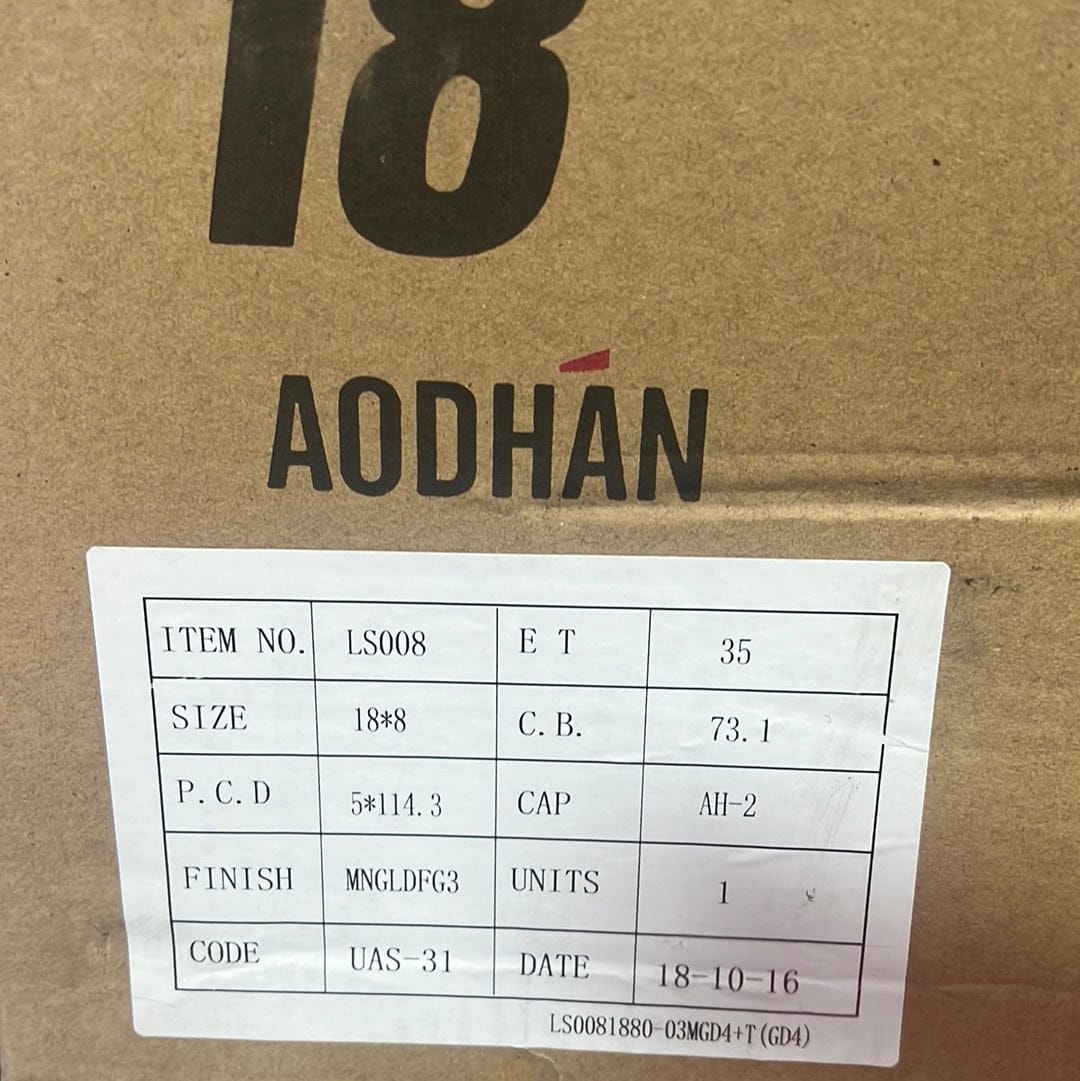 18
AODHÁN
ITEM NO. LS008 E T 35
SIZE 18*8 C.B. 73.1
P.C.D 5*114.3 CAP AH-2
FINISH MNGLDFG3 UNITS 1
CODE UAS-31 DATE 18-10-16
LS0081880-03MGD4+T(GD4)